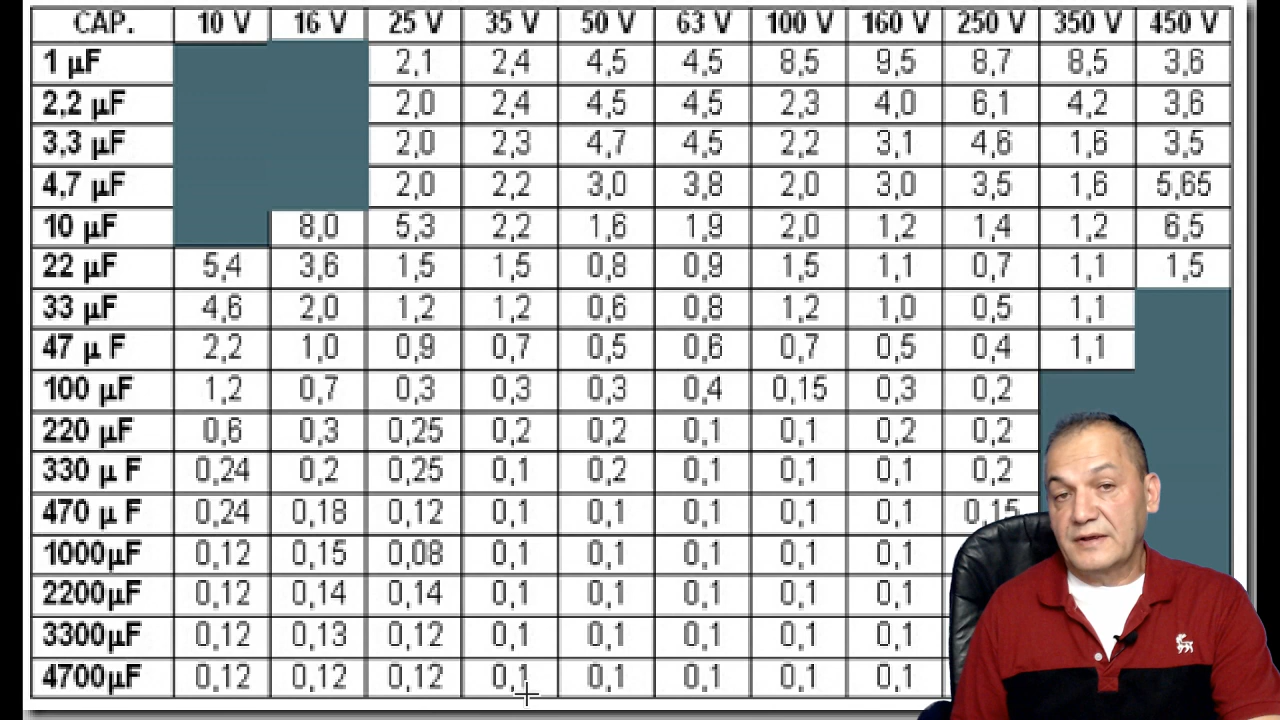 CAP. 10 V 16 V 25 V 35 V 50 V 63 V 100 V 160 V 250 V 350 V 450 V
1 µF 2,1 2,4 4,5 4,5 8,5 9,5 8,7 8,5 3,6
2,2 µF 2,0 2,4 4,5 4,5 2,3 4,0 6,1 4,2 3,6
3,3 µF 2,0 2,3 4,7 4,5 2,2 3,1 4,6 1,6 3,5
4,7 µF 2,0 2,2 3,0 3,8 2,0 3,0 3,5 1,6 5,65
10 µF 8,0 5,3 2,2 1,6 1,9 2,0 1,2 1,4 1,2 6,5
22 µF 5,4 3,6 1,5 1,5 0,8 0,9 1,5 1,1 0,7 1,1 1,5
33 µF 4,6 2,0 1,2 1,2 0,6 0,8 1,2 1,0 0,5 1,1
47 µ F 2,2 1,0 0,9 0,7 0,5 0,6 0,7 0,5 0,4 1,1
100 µF 1,2 0,7 0,3 0,3 0,3 0,4 0,15 0,3 0,2
220 µF 0,6 0,3 0,25 0,2 0,2 0,1 0,1 0,2 0,2
330 µ F 0,24 0,2 0,25 0,1 0,2 0,1 0,1 0,1 0,2
470 µ F 0,24 0,18 0,12 0,1 0,1 0,1 0,1 0,1 0,15
1000µF 0,12 0,15 0,08 0,1 0,1 0,1 0,1 0,1
2200µF 0,12 0,14 0,14 0,1 0,1 0,1 0,1 0,1
3300µF 0,12 0,13 0,12 0,1 0,1 0,1 0,1 0,1
4700µF 0,12 0,12 0,12 0,1 0,1 0,1 0,1 0,1